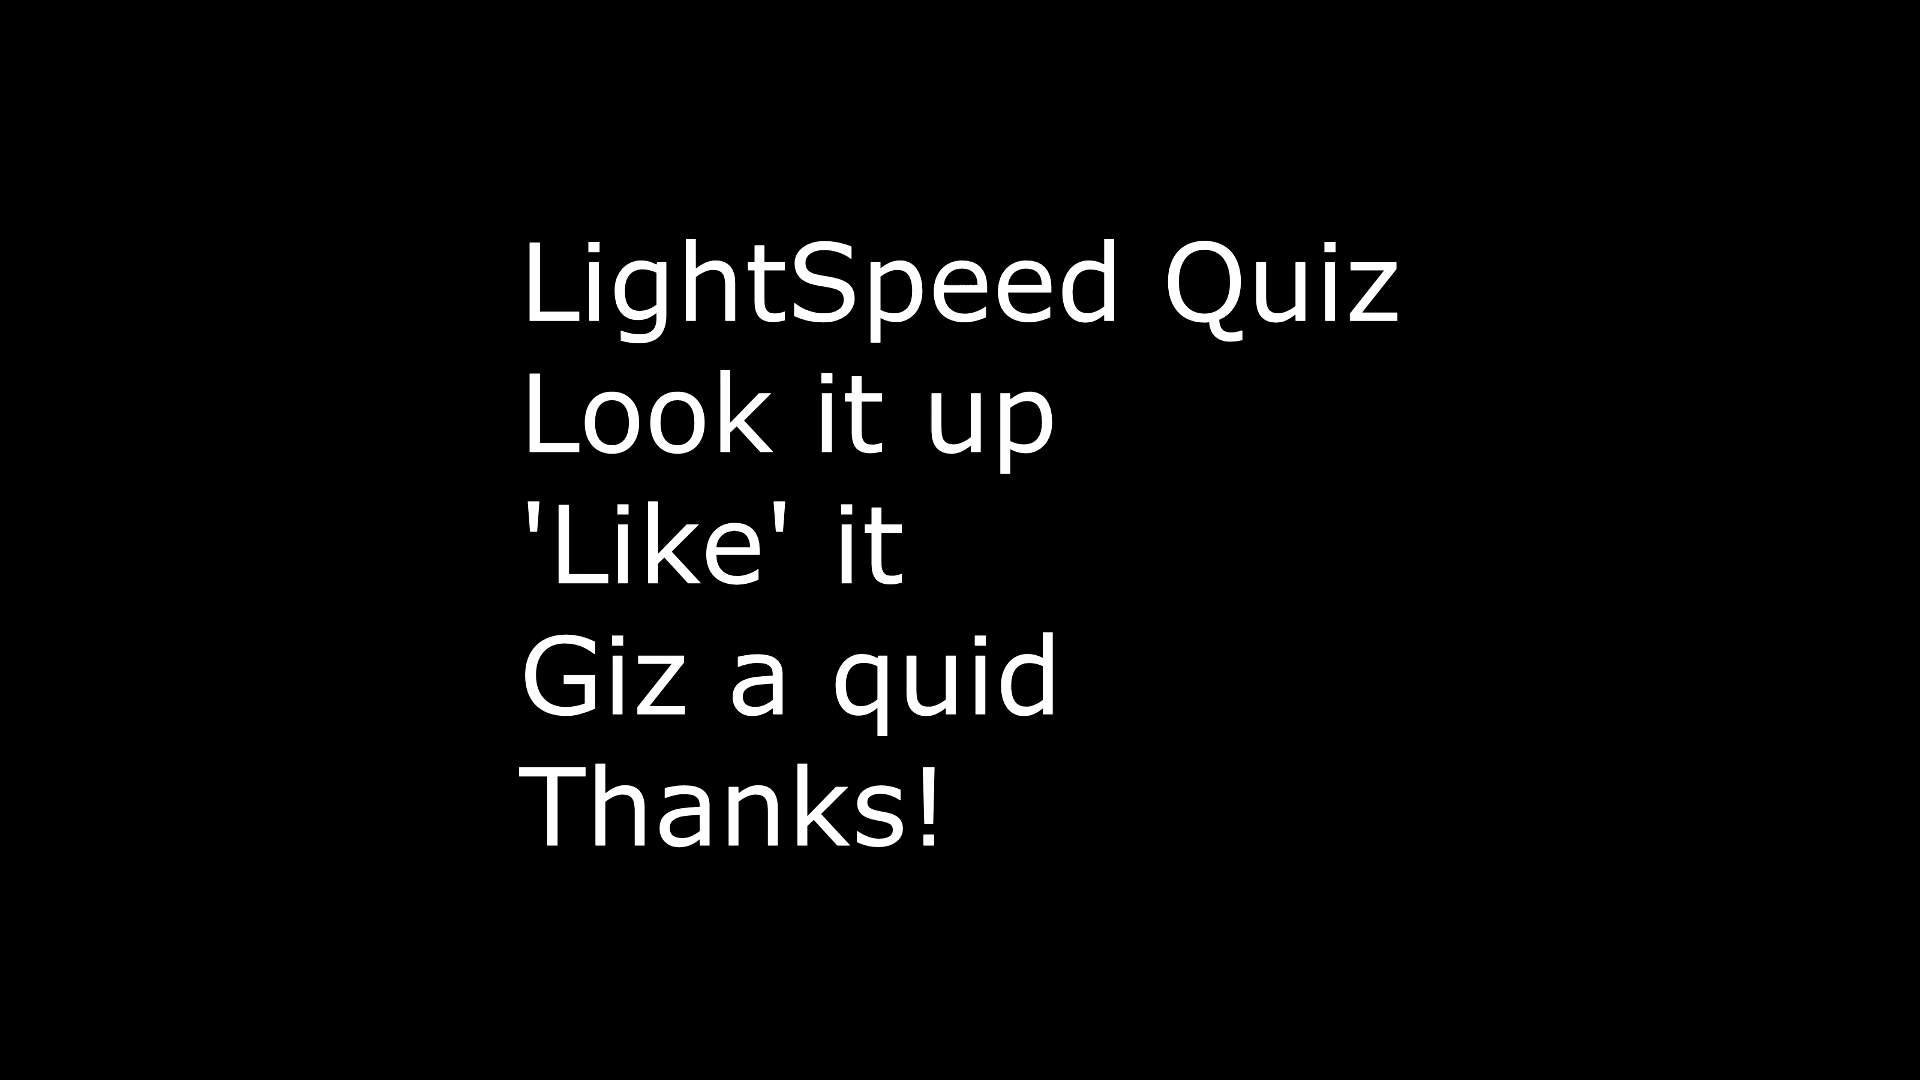 LightSpeed Quiz
Look it up
'Like' it
Giz a quid
Thanks!